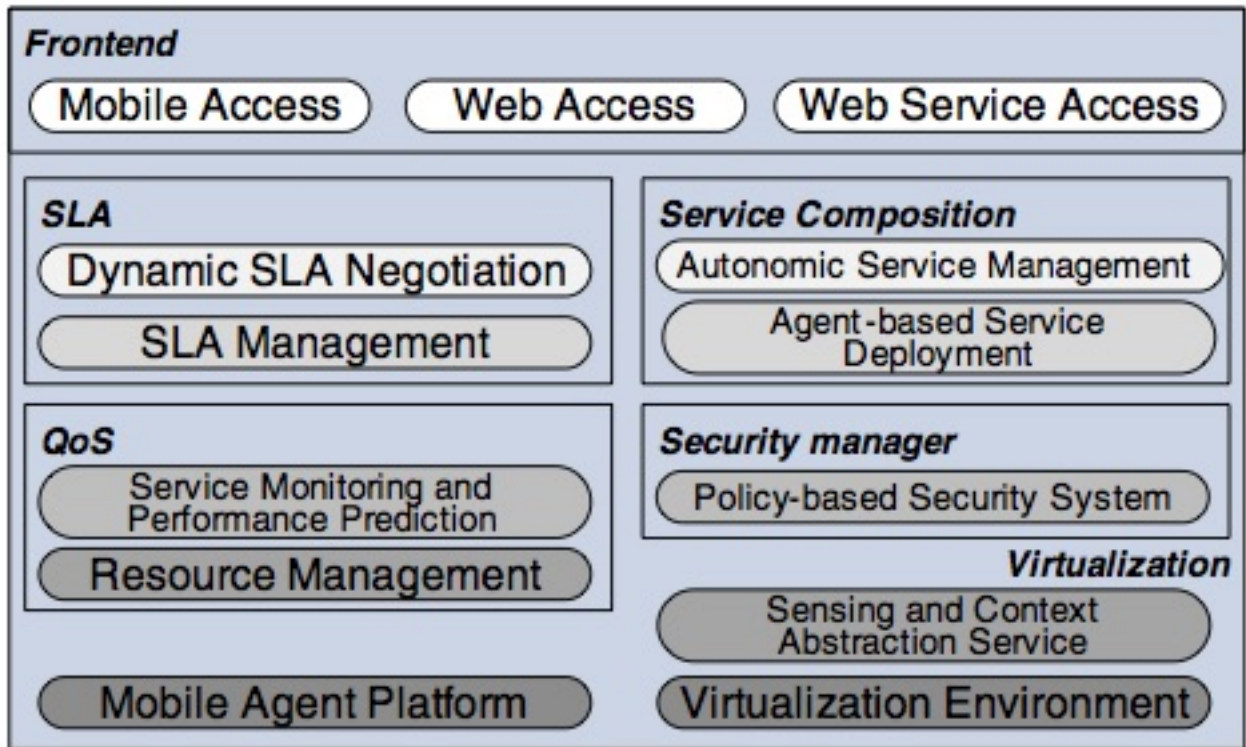 Frontend
Mobile Access
Web Access
Web Service Access
SLA
Dynamic SLA Negotiation
SLA Management
Service Composition
Autonomic Service Management
Agent-based Service
Deployment
QoS
Service Monitoring and
Performance Prediction
Resource Management
Security manager
Policy-based Security System
Virtualization
Sensing and Context
Abstraction Service
Mobile Agent Platform
Virtualization Environment